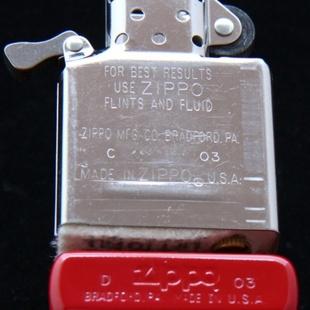 FOR BEST RESULTS
USE ZIPPO
FLINTS AND FLUID
ZIPPO MFG. CO. BRADFORD, PA.
C 03
MADE IN ZIPPO® U.S.A.
D Zippo 03
BRADFORD, PA. MADE IN U.S.A